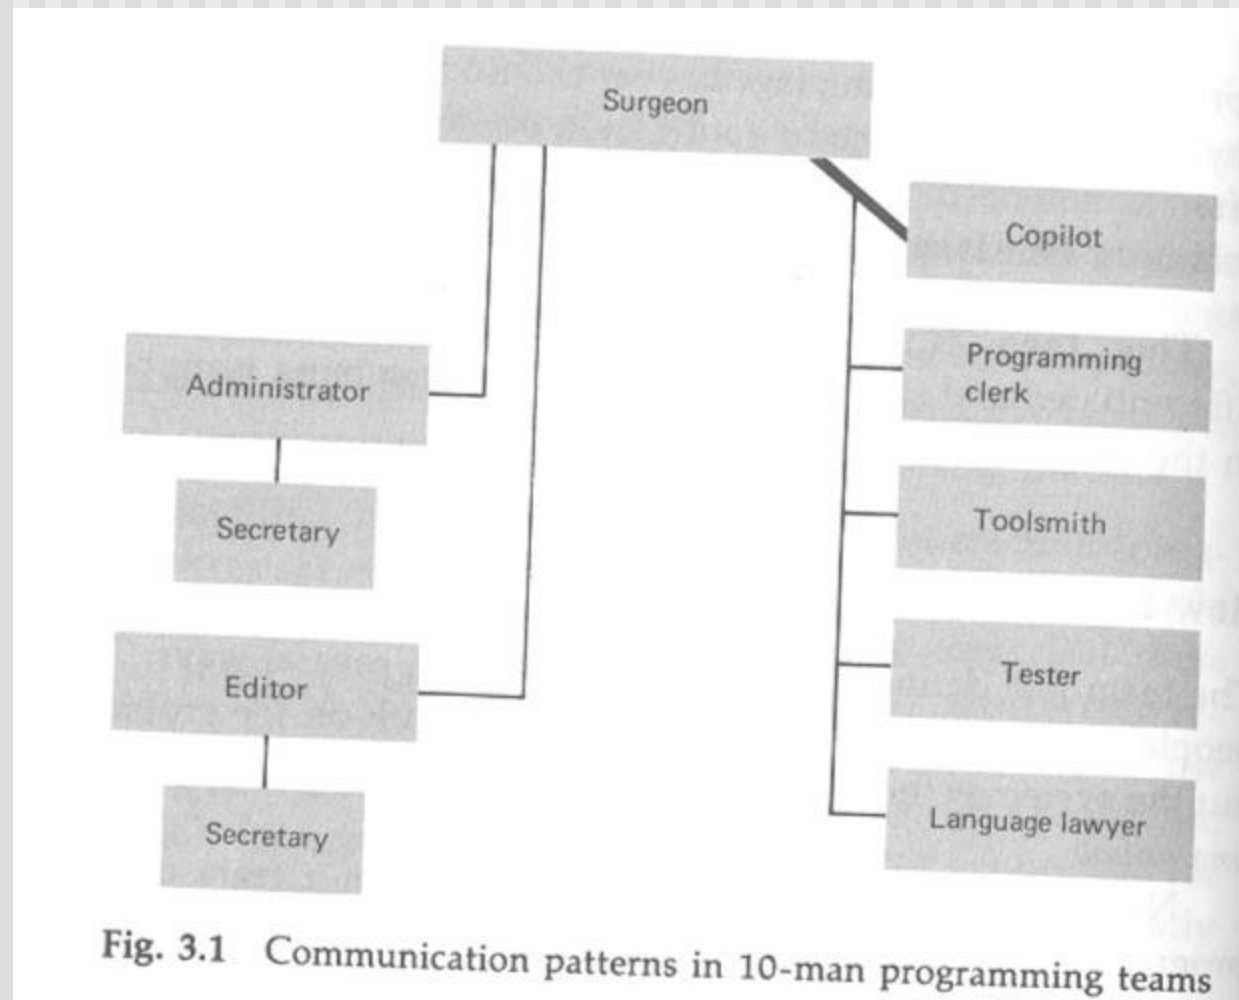 Surgeon
Copilot
Administrator
Programming
clerk
Secretary
Toolsmith
Editor
Tester
Secretary
Language lawyer
Fig. 3.1 Communication patterns in 10-man programming teams